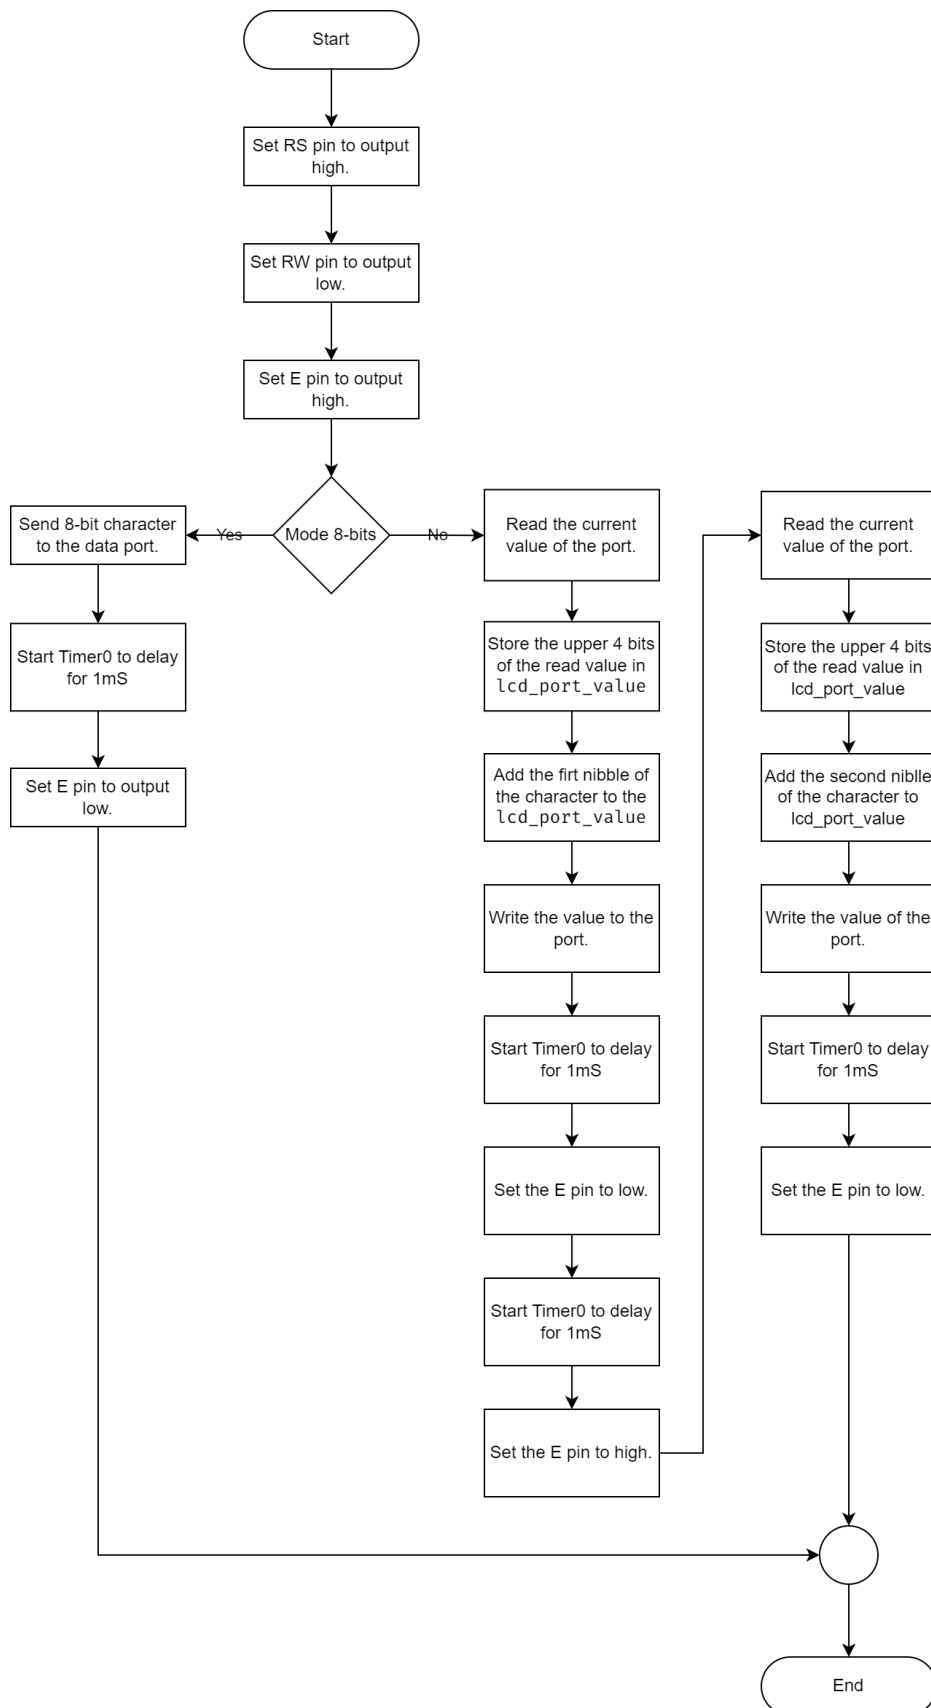 Start
Set RS pin to output
high.
Set RW pin to output
low.
Set E pin to output
high.
Mode 8-bits
Yes
No
Send 8-bit character
to the data port.
Start Timer0 to delay
for 1mS
Set E pin to output
low.
Read the current
value of the port.
Store the upper 4 bits
of the read value in
lcd_port_value
Add the firt nibble of
the character to the
lcd_port_value
Write the value to the
port.
Start Timer0 to delay
for 1mS
Set the E pin to low.
Start Timer0 to delay
for 1mS
Set the E pin to high.
Read the current
value of the port.
Store the upper 4 bits
of the read value in
lcd_port_value
Add the second niblle
of the character to
lcd_port_value
Write the value of the
port.
Start Timer0 to delay
for 1mS
Set the E pin to low.
End